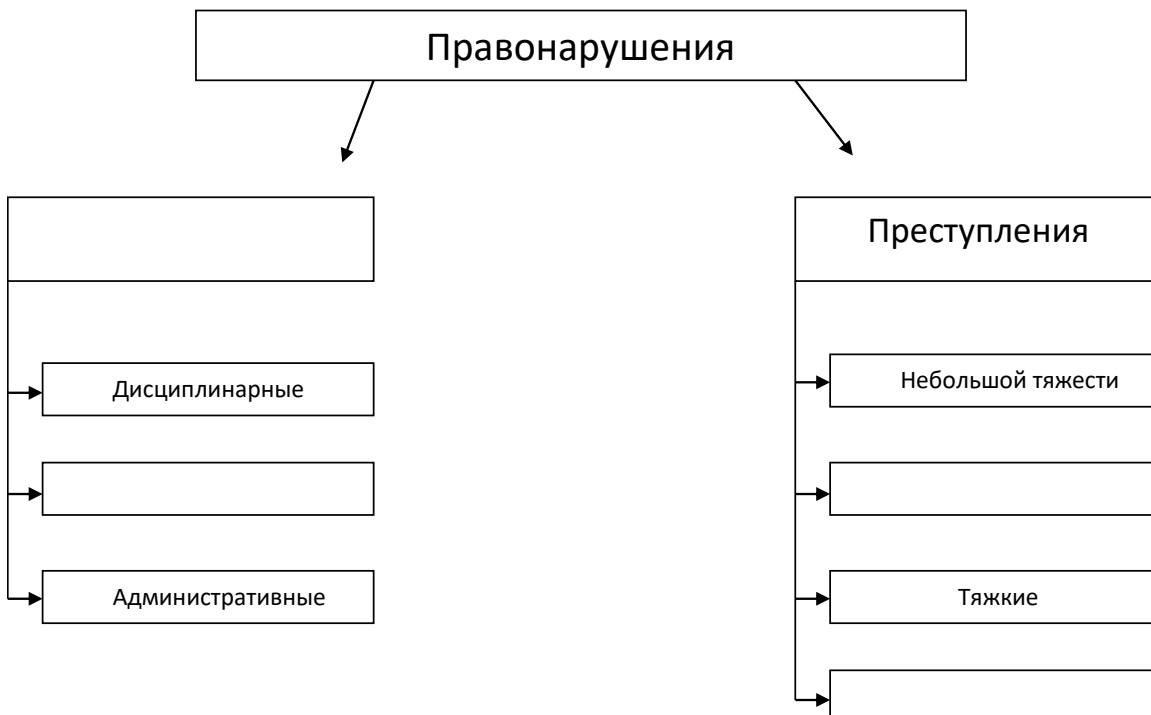 Правонарушения
Преступления
Дисциплинарные
Небольшой тяжести
Административные
Тяжкие